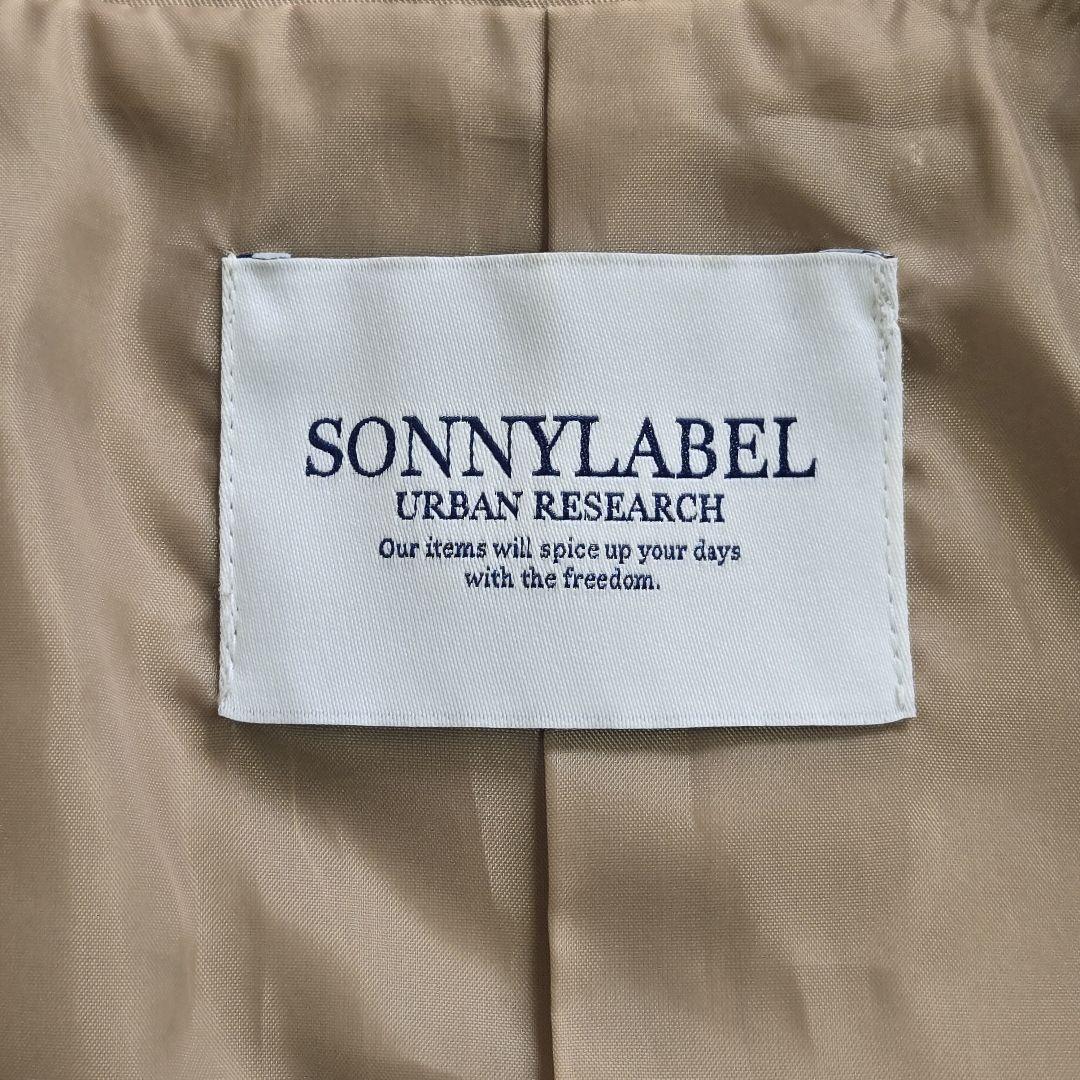 SONNYLABEL
URBAN RESEARCH
Our items will spice up your days
with the freedom.